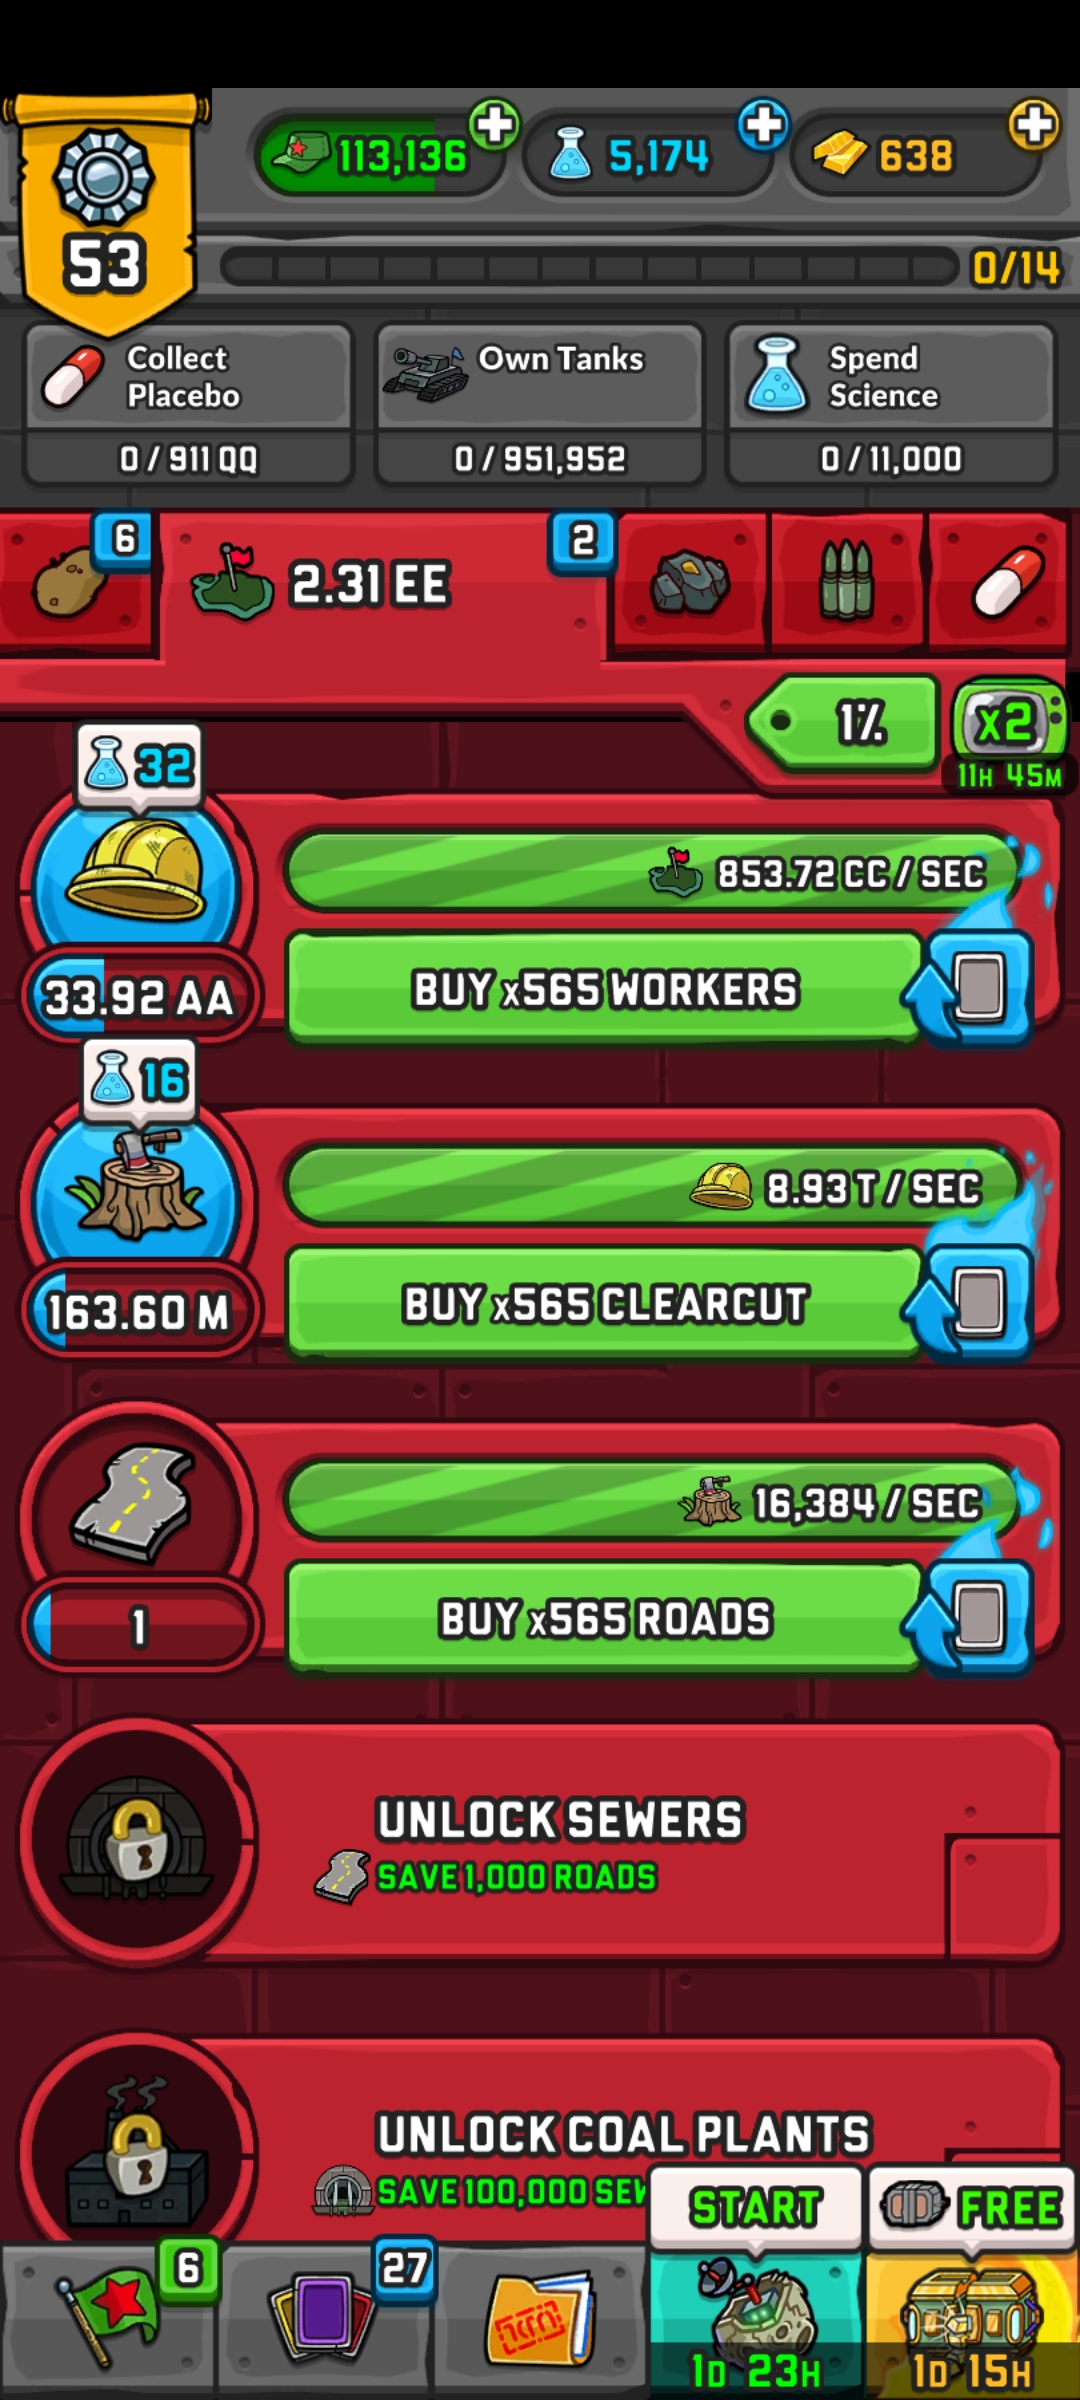 113,136
5,174
638
53
0/14
Collect
Placebo
0 / 911 QQ
Own Tanks
0 / 951,952
Spend
Science
0 / 11,000
6
2.31 EE
2
1%
x2
11H 45M
32
853.72 CC / SEC
33.92 AA
BUY x565 WORKERS
16
8.93 T / SEC
163.60 M
BUY x565 CLEARCUT
16,384 / SEC
1
BUY x565 ROADS
UNLOCK SEWERS
SAVE 1,000 ROADS
UNLOCK COAL PLANTS
SAVE 100,000
START
FREE
6
27
1D 23H
1D 15H